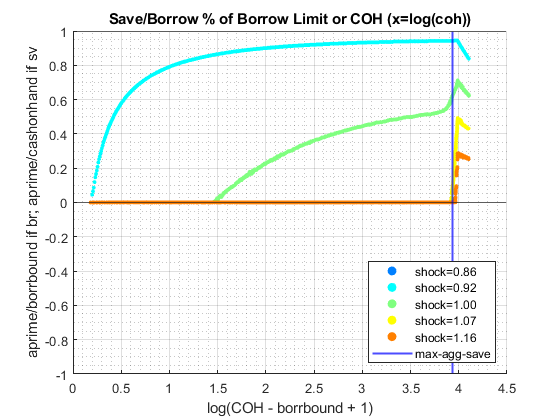 Save/Borrow % of Borrow Limit or COH (x=log(coh))
aprime/borrbound if br; aprime/cashonhand if sv
1
0.8
0.6
0.4
0.2
0
-0.2
-0.4
-0.6
-0.8
-1
shock=0.86
shock=0.92
shock=1.00
shock=1.07
shock=1.16
max-agg-save
0 0.5 1 1.5 2 2.5 3 3.5 4 4.5
log(COH - borrbound + 1)